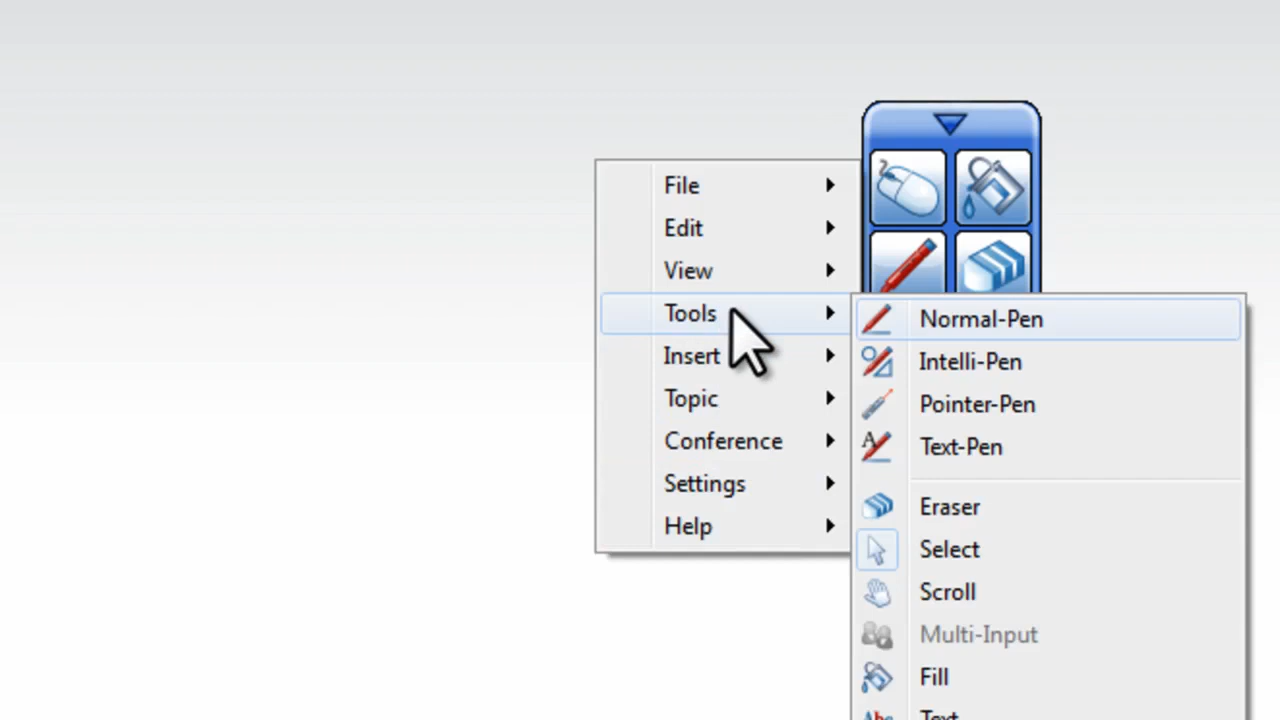 File
Edit
View
Tools
Insert
Topic
Conference
Settings
Help
Normal-Pen
Intelli-Pen
Pointer-Pen
Text-Pen
Eraser
Select
Scroll
Multi-Input
Fill
Text